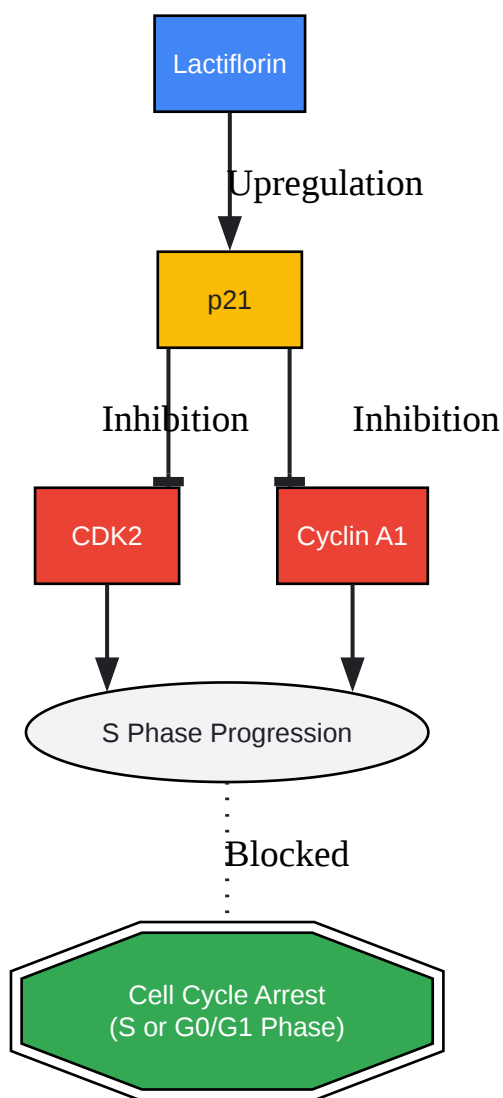 Lactiflorin
Upregulation
p21
Inhibition
Inhibition
CDK2
Cyclin A1
S Phase Progression
Blocked
Cell Cycle Arrest
(S or G0/G1 Phase)